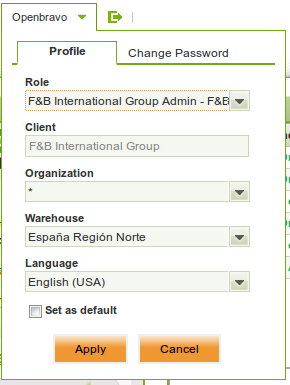 Openbravo
Profile
Change Password
Role
F&B International Group Admin - F&B
Client
F&B International Group
Organization
*
Warehouse
España Región Norte
Language
English (USA)
Set as default
Apply
Cancel